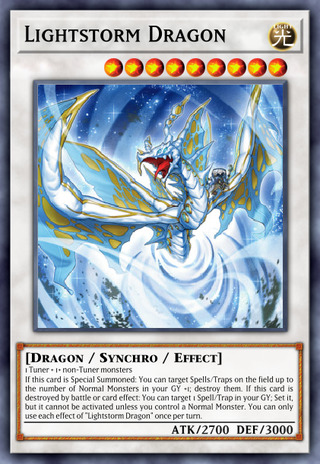 Lightstorm Dragon
LIGHT
光
[Dragon / Synchro / Effect]
1 Tuner + 1+ non-Tuner monsters
If this card is Special Summoned: You can target Spells/Traps on the field up
to the number of Normal Monsters in your GY +1; destroy them. If this card is
destroyed by battle or card effect: You can target 1 Spell/Trap in your GY; Set it,
but it cannot be activated unless you control a Normal Monster. You can only
use each effect of "Lightstorm Dragon" once per turn.
ATK/2700 DEF/3000